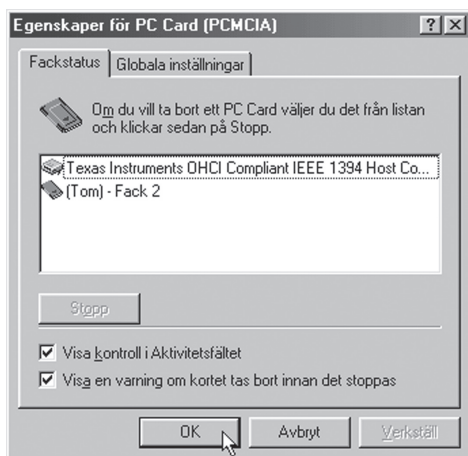 Egenskaper för PC Card (PCMCIA)
Fackstatus
Globala inställningar
Om du vill ta bort ett PC Card väljer du det från listan
och klickar sedan på Stopp.
Texas Instruments OHCI Compliant IEEE 1394 Host Co...
(Tom) - Fack 2
Stopp
Visa kontroll i Aktivitetsfältet
Visa en varning om kortet tas bort innan det stoppas
OK
Avbryt
Verkställ